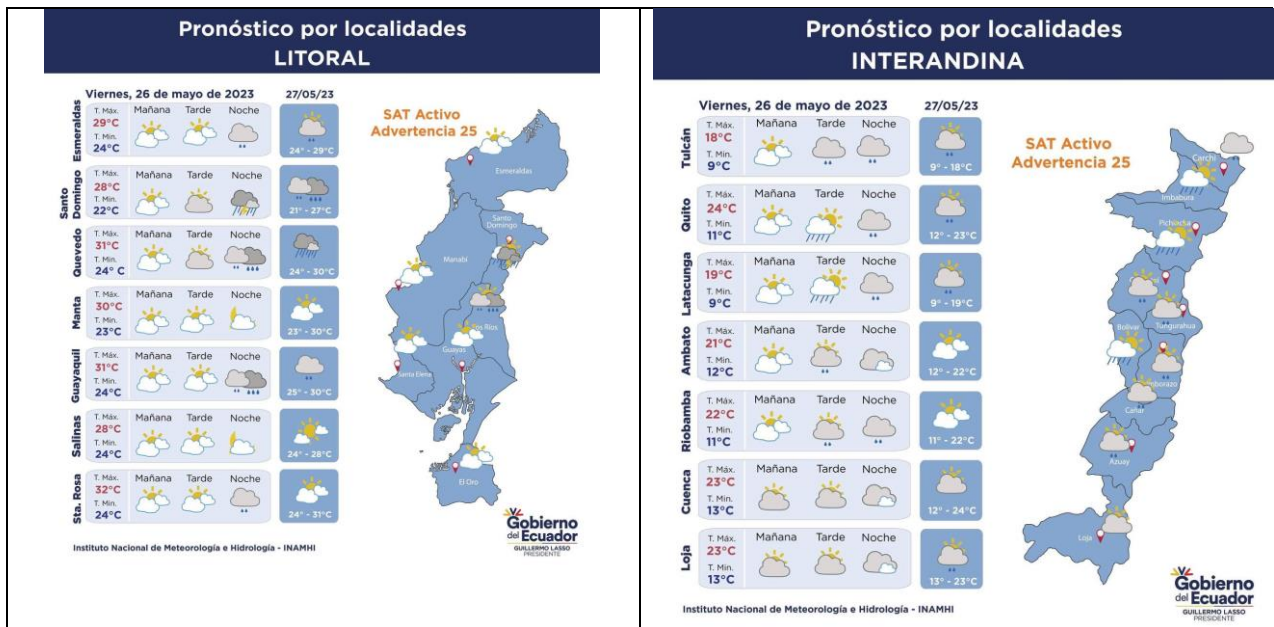 Pronóstico por localidades
LITORAL
Viernes, 26 de mayo de 2023
27/05/23
SAT Activo
Advertencia 25
Esmeraldas
T. Máx.
29°C
T. Min.
24°C
Mañana
Tarde
Noche
24° - 29°C
Santo
Domingo
T. Máx.
28°C
T. Min.
22°C
Mañana
Tarde
Noche
21° - 27°C
Quevedo
T. Máx.
31°C
T. Min.
24° C
Mañana
Tarde
Noche
24° - 30°C
Manta
T. Máx.
30°C
T. Min.
23°C
Mañana
Tarde
Noche
23° - 30°C
Guayaquil
T. Máx.
31°C
T. Min.
24°C
Mañana
Tarde
Noche
25° - 30°C
Salinas
T. Máx.
28°C
T. Min.
24°C
Mañana
Tarde
Noche
24° - 28°C
Sta. Rosa
T. Máx.
32°C
T. Min.
24°C
Mañana
Tarde
Noche
24° - 31°C
Esmeraldas
Santo
Domingo
Manabí
Guayas
Santa Elena
El Oro
Instituto Nacional de Meteorología e Hidrología - INAMHI
Gobierno
del Ecuador
GUILLERMO LASSO
PRESIDENTE
Pronóstico por localidades
INTERANDINA
Viernes, 26 de mayo de 2023
27/05/23
SAT Activo
Advertencia 25
Tulcán
T. Máx.
18°C
T. Min.
9°C
Mañana
Tarde
Noche
9° - 18°C
Quito
T. Máx.
24°C
T. Min.
11°C
Mañana
Tarde
Noche
12° - 23°C
Latacunga
T. Máx.
19°C
T. Min.
9°C
Mañana
Tarde
Noche
9° - 19°C
Ambato
T. Máx.
21°C
T. Min.
12°C
Mañana
Tarde
Noche
12° - 22°C
Riobamba
T. Máx.
22°C
T. Min.
11°C
Mañana
Tarde
Noche
11° - 22°C
Cuenca
T. Máx.
23°C
T. Min.
13°C
Mañana
Tarde
Noche
12° - 24°C
Loja
T. Máx.
23°C
T. Min.
13°C
Mañana
Tarde
Noche
13° - 23°C
Carchi
Imbabura
Pichincha
Tungurahua
Bolívar
Cañar
Azuay
Loja
Instituto Nacional de Meteorología e Hidrología - INAMHI
Gobierno
del Ecuador
GUILLERMO LASSO
PRESIDENTE